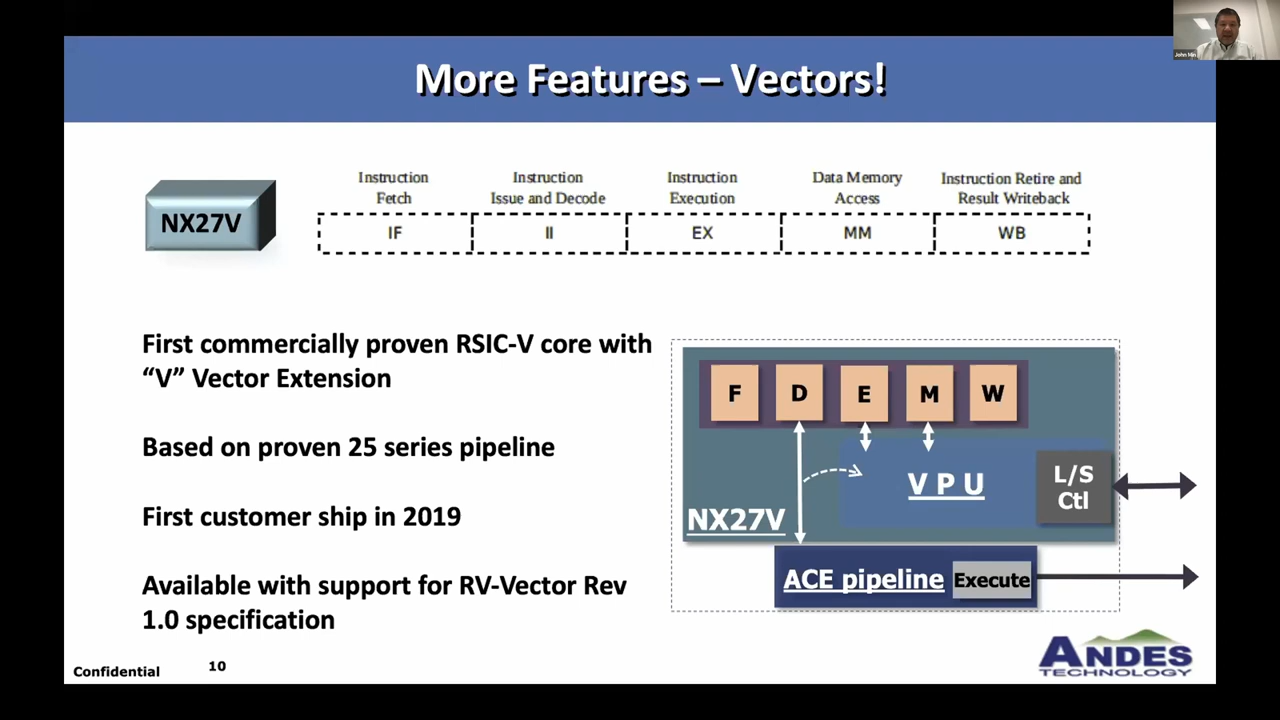 John Min
More Features – Vectors!
NX27V
Instruction
Fetch
Instruction
Issue and Decode
Instruction
Execution
Data Memory
Access
Instruction Retire and
Result Writeback
IF
II
EX
MM
WB
First commercially proven RSIC-V core with
“V” Vector Extension
Based on proven 25 series pipeline
First customer ship in 2019
Available with support for RV-Vector Rev
1.0 specification
F
D
E
M
W
VPU
L/S
Ctl
NX27V
ACE pipeline
Execute
Confidential
10
ANDES
TECHNOLOGY